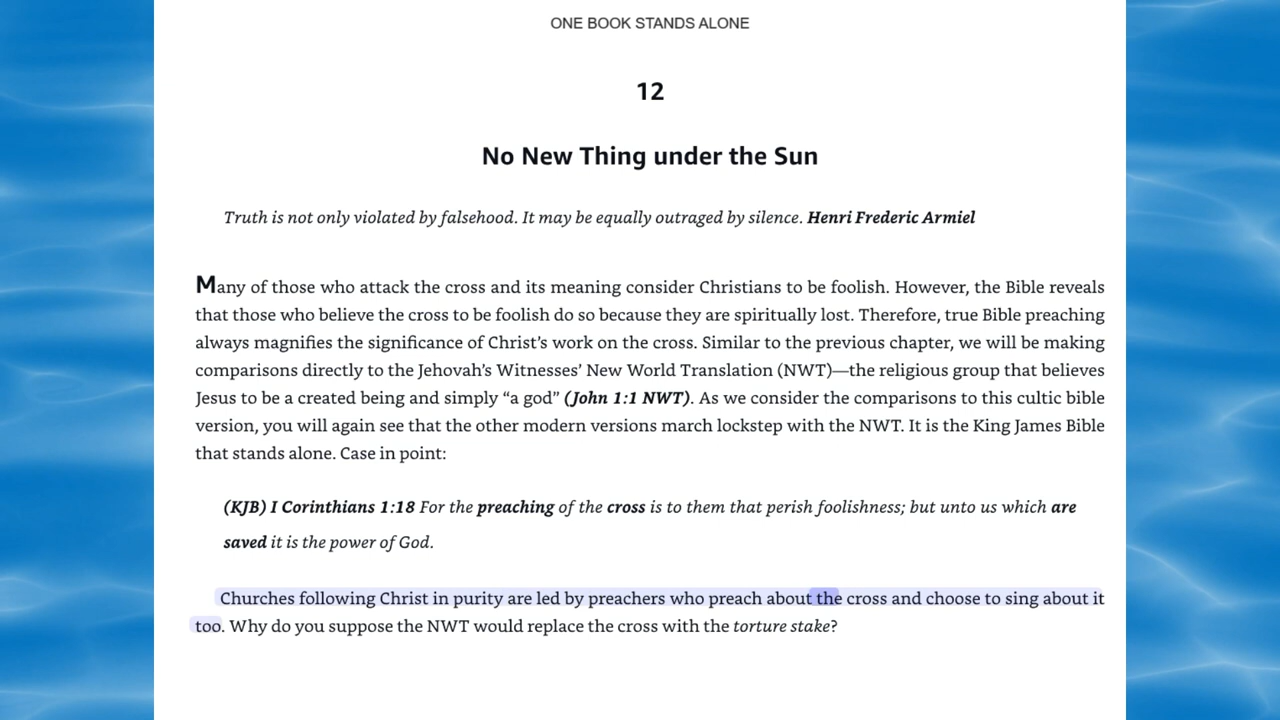 ONE BOOK STANDS ALONE
12
No New Thing under the Sun
Truth is not only violated by falsehood. It may be equally outraged by silence. Henri Frederic Armiel
Many of those who attack the cross and its meaning consider Christians to be foolish. However, the Bible reveals
that those who believe the cross to be foolish do so because they are spiritually lost. Therefore, true Bible preaching
always magnifies the significance of Christ’s work on the cross. Similar to the previous chapter, we will be making
comparisons directly to the Jehovah’s Witnesses’ New World Translation (NWT)—the religious group that believes
Jesus to be a created being and simply “a god” (John 1:1 NWT). As we consider the comparisons to this cultic bible
version, you will again see that the other modern versions march lockstep with the NWT. It is the King James Bible
that stands alone. Case in point:
(KJB) I Corinthians 1:18 For the preaching of the cross is to them that perish foolishness; but unto us which are
saved it is the power of God.
Churches following Christ in purity are led by preachers who preach about the cross and choose to sing about it
too. Why do you suppose the NWT would replace the cross with the torture stake?